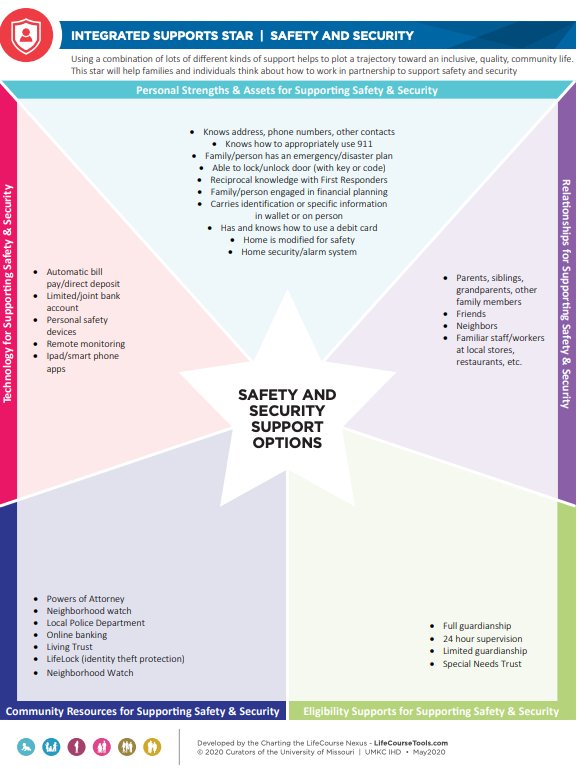 INTEGRATED SUPPORTS STAR | SAFETY AND SECURITY
Using a combination of lots of different kinds of support helps to plot a trajectory toward an inclusive, quality, community life.
This star will help families and individuals think about how to work in partnership to support safety and security
Personal Strengths & Assets for Supporting Safety & Security
• Knows address, phone numbers, other contacts
• Knows how to appropriately use 911
• Family/person has an emergency/disaster plan
• Able to lock/unlock door (with key or code)
• Reciprocal knowledge with First Responders
• Family/person engaged in financial planning
• Carries identification or specific information
in wallet or on person
• Has and knows how to use a debit card
• Home is modified for safety
• Home security/alarm system
Technology for Supporting Safety & Security
• Automatic bill
pay/direct deposit
• Limited/joint bank
account
• Personal safety
devices
• Remote monitoring
• Ipad/smart phone
apps
Relationships for Supporting Safety & Security
• Parents, siblings,
grandparents, other
family members
• Friends
• Neighbors
• Familiar staff/workers
at local stores,
restaurants, etc.
SAFETY AND
SECURITY
SUPPORT
OPTIONS
• Powers of Attorney
• Neighborhood watch
• Local Police Department
• Online banking
• Living Trust
• LifeLock (identity theft protection)
• Neighborhood Watch
Community Resources for Supporting Safety & Security
• Full guardianship
• 24 hour supervision
• Limited guardianship
• Special Needs Trust
Eligibility Supports for Supporting Safety & Security
Developed by the Charting the LifeCourse Nexus - LifeCourseTools.com
© 2020 Curators of the University of Missouri | UMKC IHD • May2020